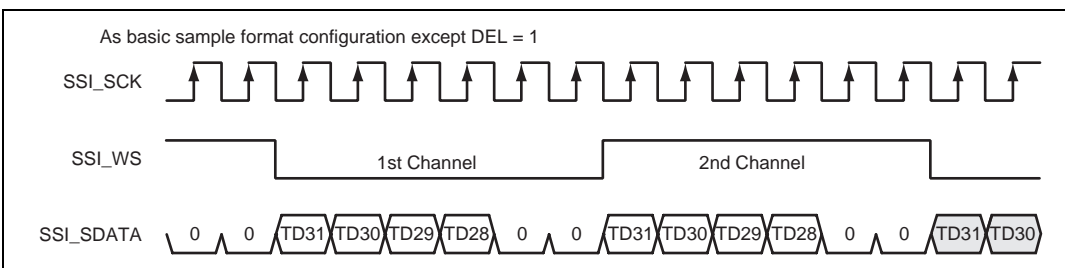 As basic sample format configuration except DEL = 1
SSI_SCK
SSI_WS 1st Channel 2nd Channel
SSI_SDATA 0 0 TD31 TD30 TD29 TD28 0 0 TD31 TD30 TD29 TD28 0 0 TD31 TD30